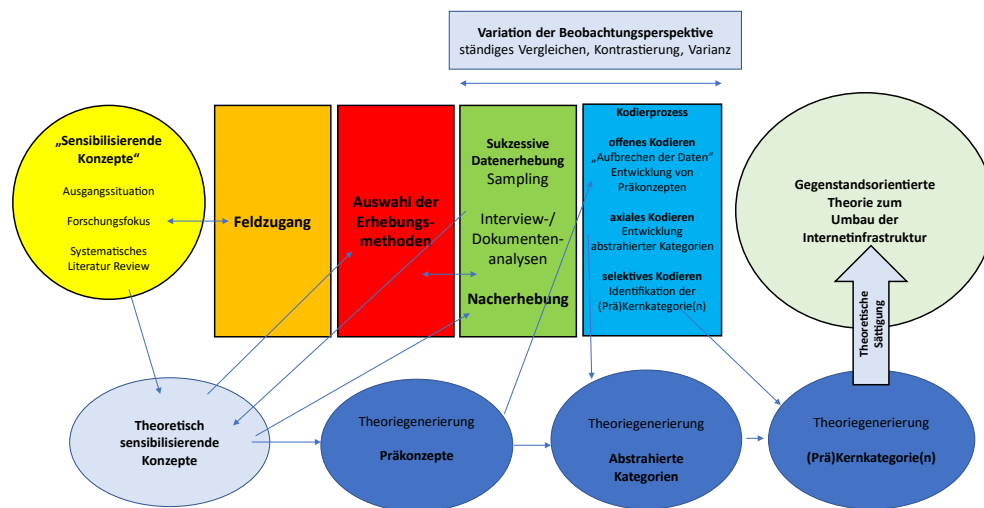 Variation der Beobachtungsperspektive
ständiges Vergleichen, Kontrastierung, Varianz
„Sensibilisierende
Konzepte“
Ausgangssituation
Forschungsfokus
Systematisches
Literatur Review
Feldzugang
Auswahl der
Erhebungs-
methoden
Sukzessive
Datenerhebung
Sampling
Interview-/
Dokumenten-
analysen
Nacherhebung
Kodierprozess
offenes Kodieren
„Aufbrechen der Daten“
Entwicklung von
Präkonzepten
axiales Kodieren
Entwicklung
abstrahierter Kategorien
selektives Kodieren
Identifikation der
(Prä)Kernkategorie(n)
Gegenstandsorientierte
Theorie zum
Umbau der
Internetinfrastruktur
Theoretische
Sättigung
Theoretisch
sensibilisierende
Konzepte
Theoriegenerierung
Präkonzepte
Theoriegenerierung
Abstrahierte
Kategorien
Theoriegenerierung
(Prä)Kernkategorie(n)